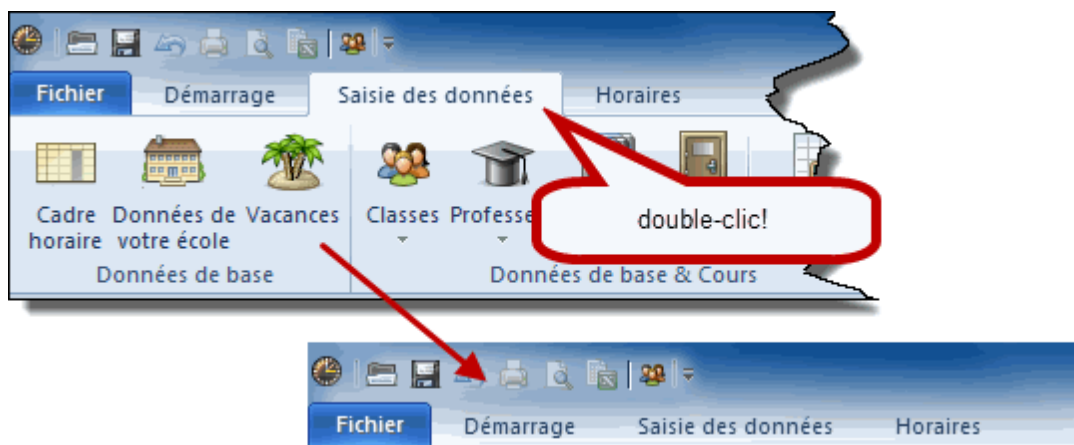 Fichier Démarrage Saisie des données Horaires
Cadre horaire Données de votre école Vacances Classes
double-clic!
Données de base Données de base & Cours
Fichier Démarrage Saisie des données Horaires